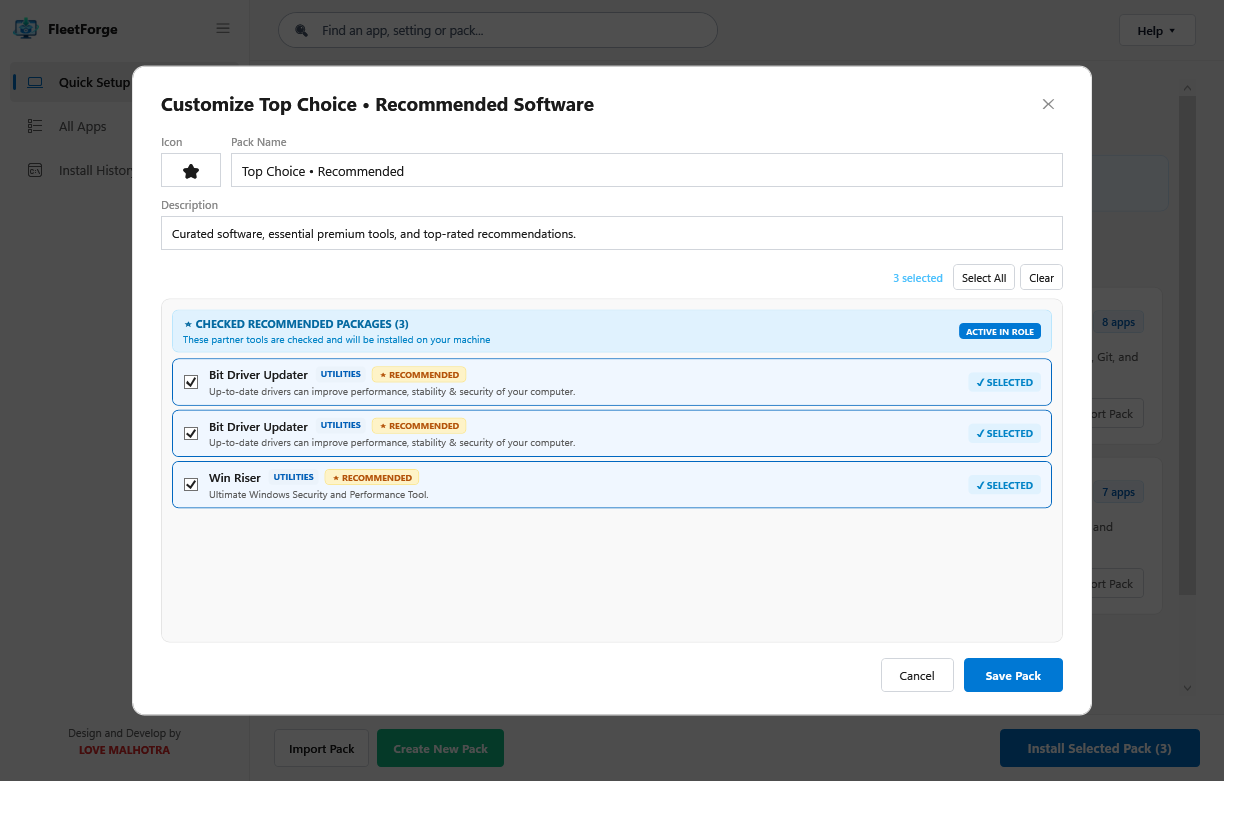 FleetForge
Find an app, setting or pack...
Help ▾
Quick Setup
All Apps
Install
Customize Top Choice • Recommended Software
Icon
Pack Name
★
Top Choice • Recommended
Description
Curated software, essential premium tools, and top-rated recommendations.
3 selected
Select All
Clear
★ CHECKED RECOMMENDED PACKAGES (3)
These partner tools are checked and will be installed on your machine
ACTIVE IN ROLE
Bit Driver Updater
UTILITIES
★ RECOMMENDED
Up-to-date drivers can improve performance, stability & security of your computer.
✓ SELECTED
Bit Driver Updater
UTILITIES
★ RECOMMENDED
Up-to-date drivers can improve performance, stability & security of your computer.
✓ SELECTED
Win Riser
UTILITIES
★ RECOMMENDED
Ultimate Windows Security and Performance Tool.
✓ SELECTED
Cancel
Save Pack
8 apps
, Git, and
Pack
7 apps
and
Pack
Design and Develop by
LOVE MALHOTRA
Import Pack
Create New Pack
Install Selected Pack (3)